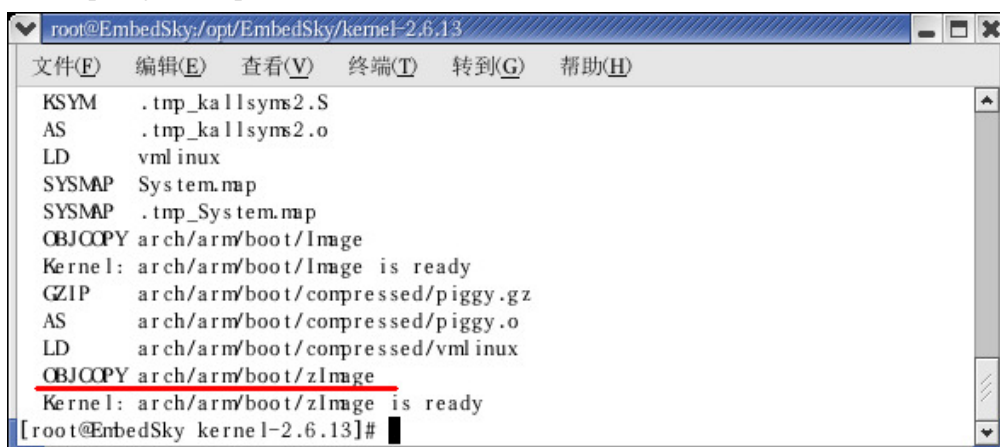 root@EmbedSky:/opt/EmbedSky/kernel-2.6.13
文件(F) 编辑(E) 查看(V) 终端(T) 转到(G) 帮助(H)
KSYM .tmp_kallsyms2.S
AS .tmp_kallsyms2.o
LD vmlinux
SYSMAP System.map
SYSMAP .tmp_System.map
OBJCOPY arch/arm/boot/Image
Kernel: arch/arm/boot/Image is ready
GZIP arch/arm/boot/compressed/piggy.gz
AS arch/arm/boot/compressed/piggy.o
LD arch/arm/boot/compressed/vmlinux
OBJCOPY arch/arm/boot/zImage
Kernel: arch/arm/boot/zImage is ready
[root@EmbedSky kernel-2.6.13]#